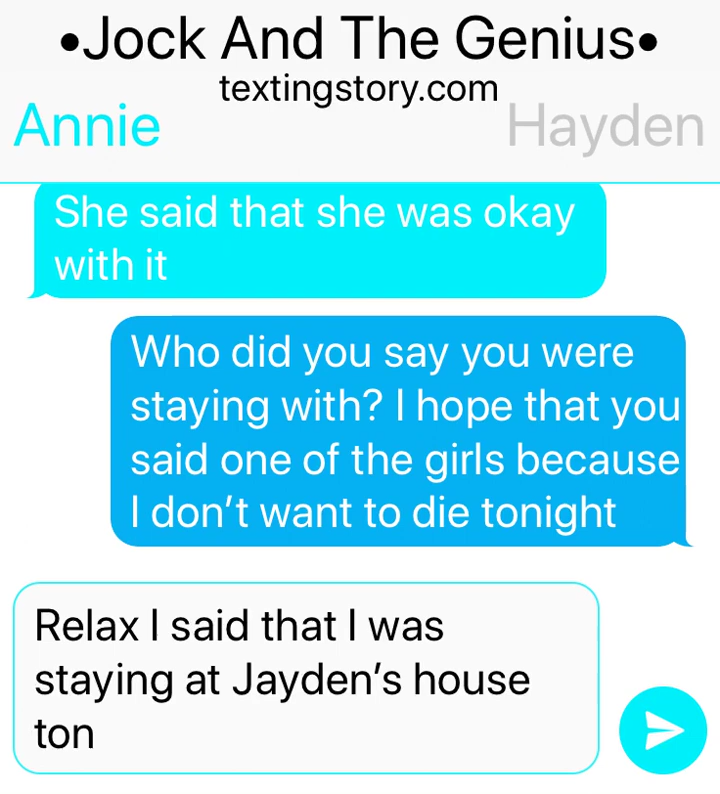 •Jock And The Genius•
textingstory.com
Annie
Hayden
She said that she was okay
with it
Who did you say you were
staying with? I hope that you
said one of the girls because
I don’t want to die tonight
Relax I said that I was
staying at Jayden’s house
ton